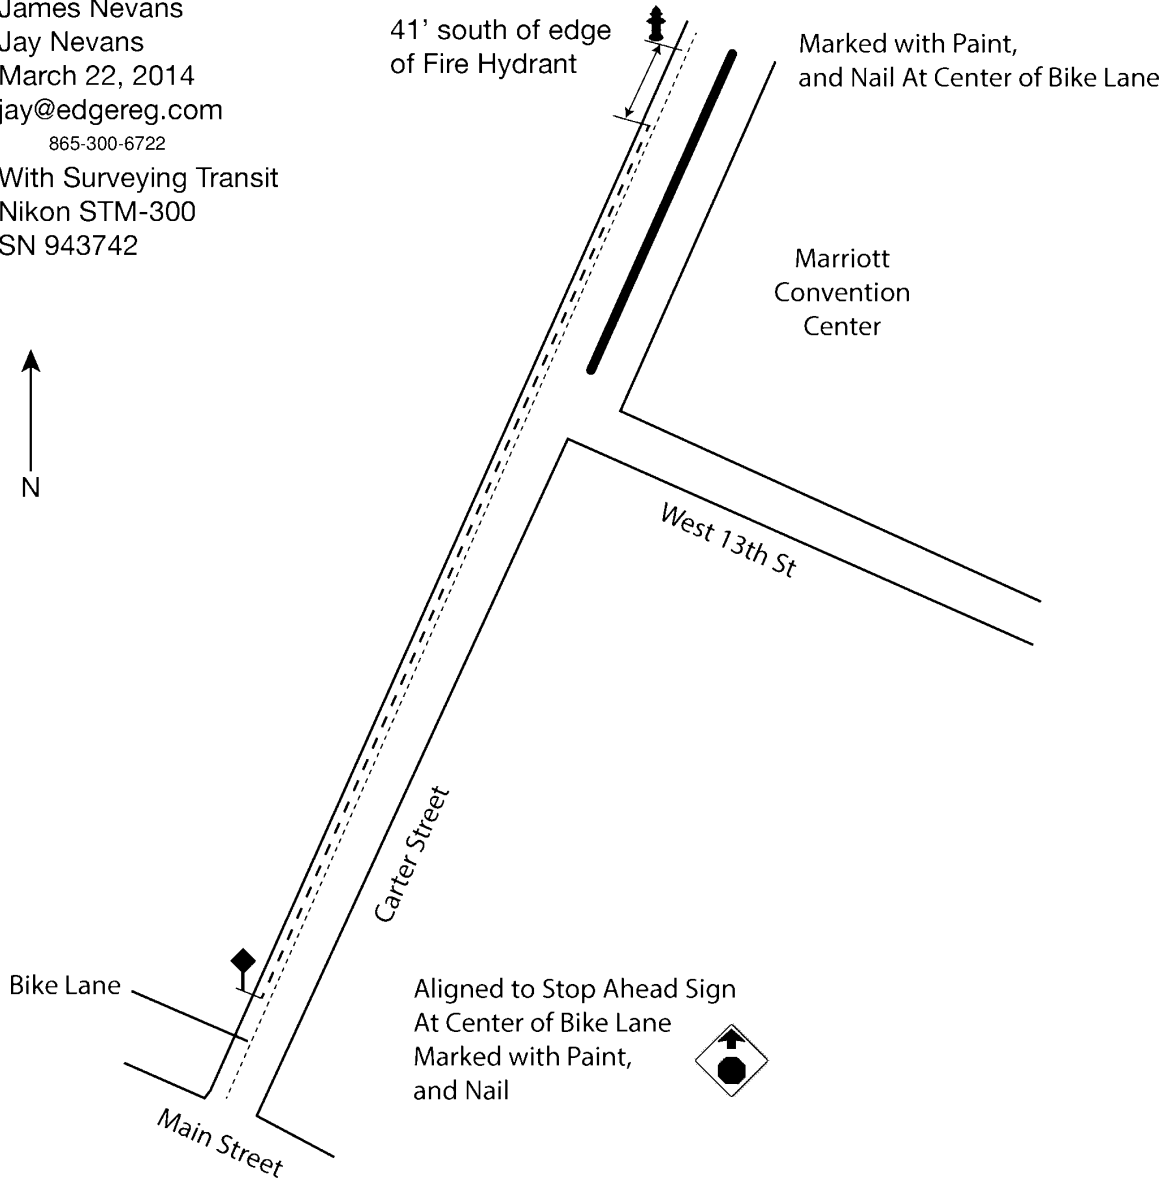 James Nevans
Jay Nevans
March 22, 2014
jay@edgereg.com
865-300-6722
With Surveying Transit
Nikon STM-300
SN 943742
41’ south of edge
of Fire Hydrant
Marked with Paint,
and Nail At Center of Bike Lane
Marriott
Convention
Center
N
West 13th St
Carter Street
Bike Lane
Aligned to Stop Ahead Sign
At Center of Bike Lane
Marked with Paint,
and Nail
Main Street